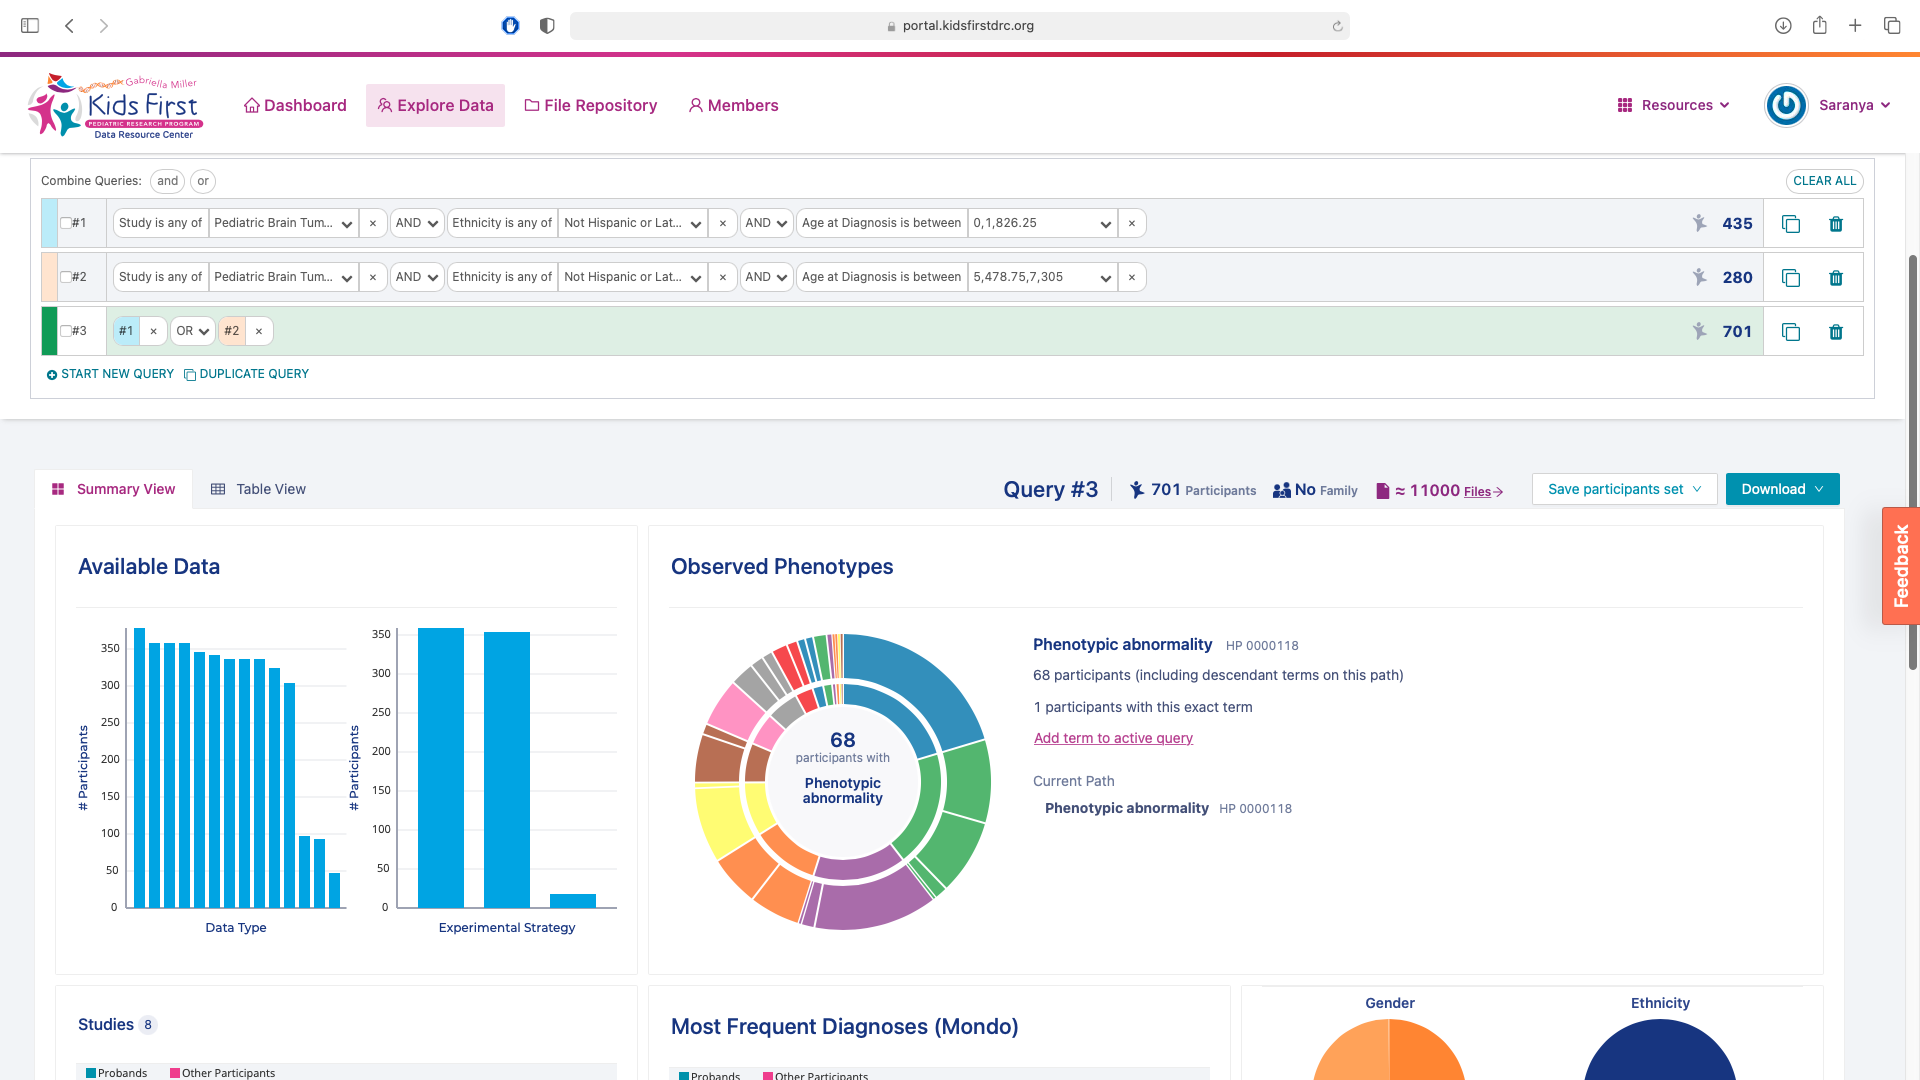 portal.kidsfirstdrc.org
Gabriella Miller
Kids First
PEDIATRIC RESEARCH PROGRAM
Data Resource Center
Dashboard
Explore Data
File Repository
Members
Resources
Saranya
Combine Queries: and or
CLEAR ALL
#1 Study is any of Pediatric Brain Tum... × AND Ethnicity is any of Not Hispanic or Lat... × AND Age at Diagnosis is between 0,1,826.25 × 435
#2 Study is any of Pediatric Brain Tum... × AND Ethnicity is any of Not Hispanic or Lat... × AND Age at Diagnosis is between 5,478.75,7,305 × 280
#3 #1 × OR #2 × 701
START NEW QUERY DUPLICATE QUERY
Summary View
Table View
Query #3 701 Participants No Family ≈ 11000 Files
Save participants set
Download
Feedback
Available Data
# Participants
350
300
250
200
150
100
50
0
Data Type
# Participants
350
300
250
200
150
100
50
0
Experimental Strategy
Observed Phenotypes
68
participants with
Phenotypic
abnormality
Phenotypic abnormality HP 0000118
68 participants (including descendant terms on this path)
1 participants with this exact term
Add term to active query
Current Path
Phenotypic abnormality HP 0000118
Studies 8
Probands Other Participants
Most Frequent Diagnoses (Mondo)
Probands Other Participants
Gender
Ethnicity